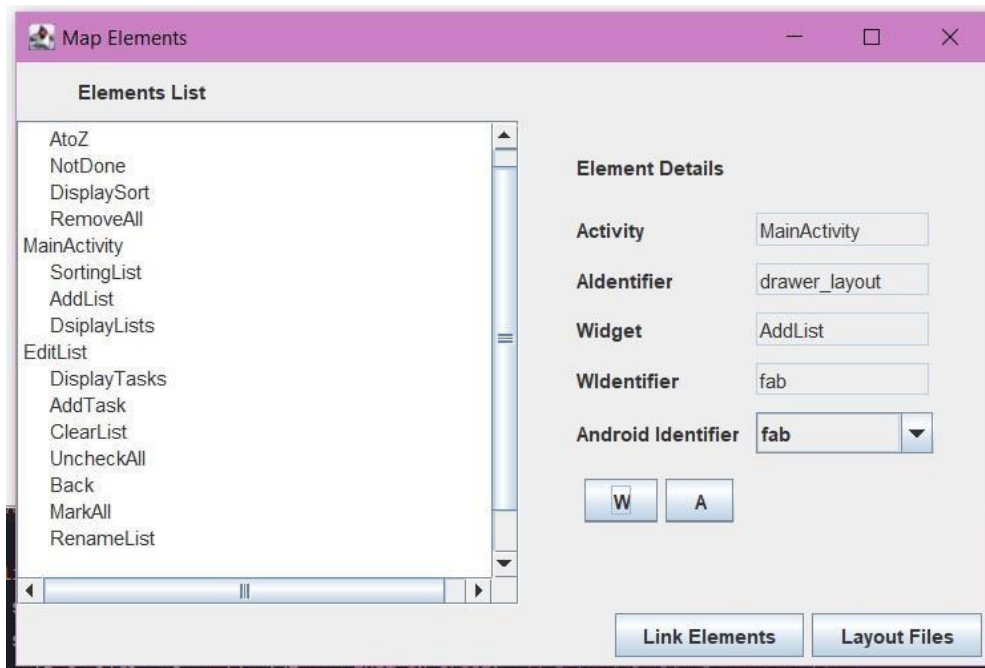 Map Elements
Elements List
AtoZ
NotDone
DisplaySort
RemoveAll
MainActivity
SortingList
AddList
DsiplayLists
EditList
DisplayTasks
AddTask
ClearList
UncheckAll
Back
MarkAll
RenameList
Element Details
Activity MainActivity
AIdentifier drawer_layout
Widget AddList
WIdentifier fab
Android Identifier fab
W A
Link Elements Layout Files